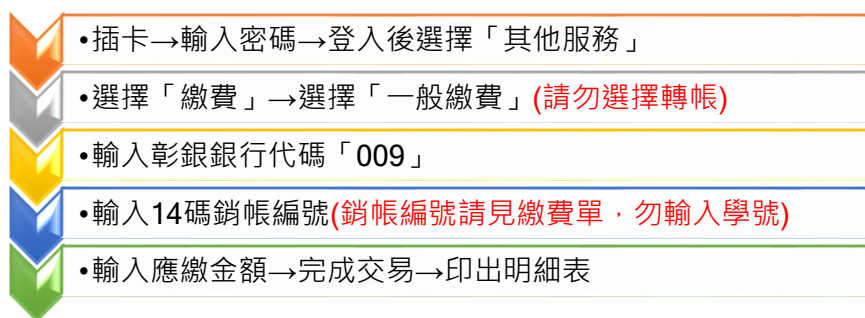 •插卡→輸入密碼→登入後選擇「其他服務」
•選擇「繳費」→選擇「一般繳費」(請勿選擇轉帳)
•輸入彰銀銀行代碼「009」
•輸入14碼銷帳編號(銷帳編號請見繳費單，勿輸入學號)
•輸入應繳金額→完成交易→印出明細表